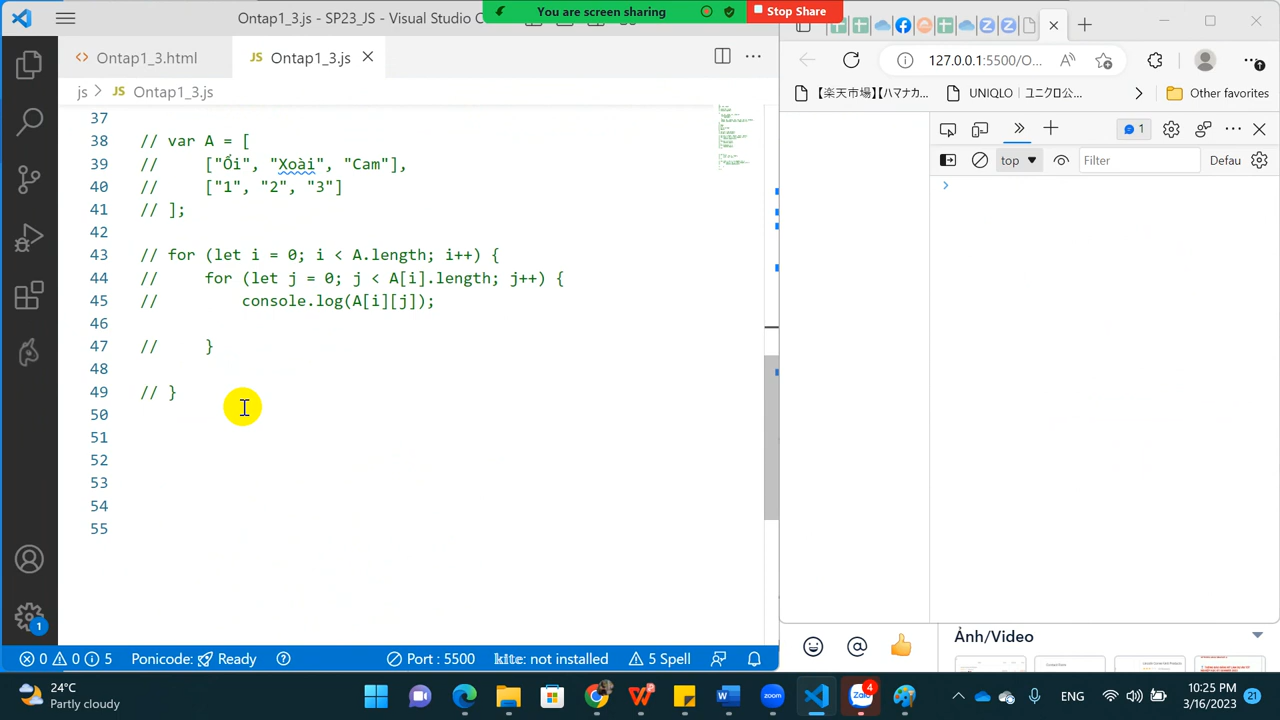 Ontap1_3.js - SP23_JS - Visual Studio C
You are screen sharing
Stop Share
Ontap1_3.html
JS Ontap1_3.js
js > JS Ontap1_3.js
37
38 // var A = [
39 // ["Ổi", "Xoài", "Cam"],
40 // ["1", "2", "3"]
41 // ];
42
43 // for (let i = 0; i < A.length; i++) {
44 // for (let j = 0; j < A[i].length; j++) {
45 // console.log(A[i][j]);
46
47 // }
48
49 // }
50
51
52
53
54
55
1
0 0 5 Ponicode: Ready Port : 5500 kite: not installed 5 Spell
127.0.0.1:5500/O...
【楽天市場】【ハマナカ... UNIQLO｜ユニクロ公... Other favorites
1
top Filter Defau
Ảnh/Video
24°C
Partly cloudy
4
ENG
10:25 PM
3/16/2023
21